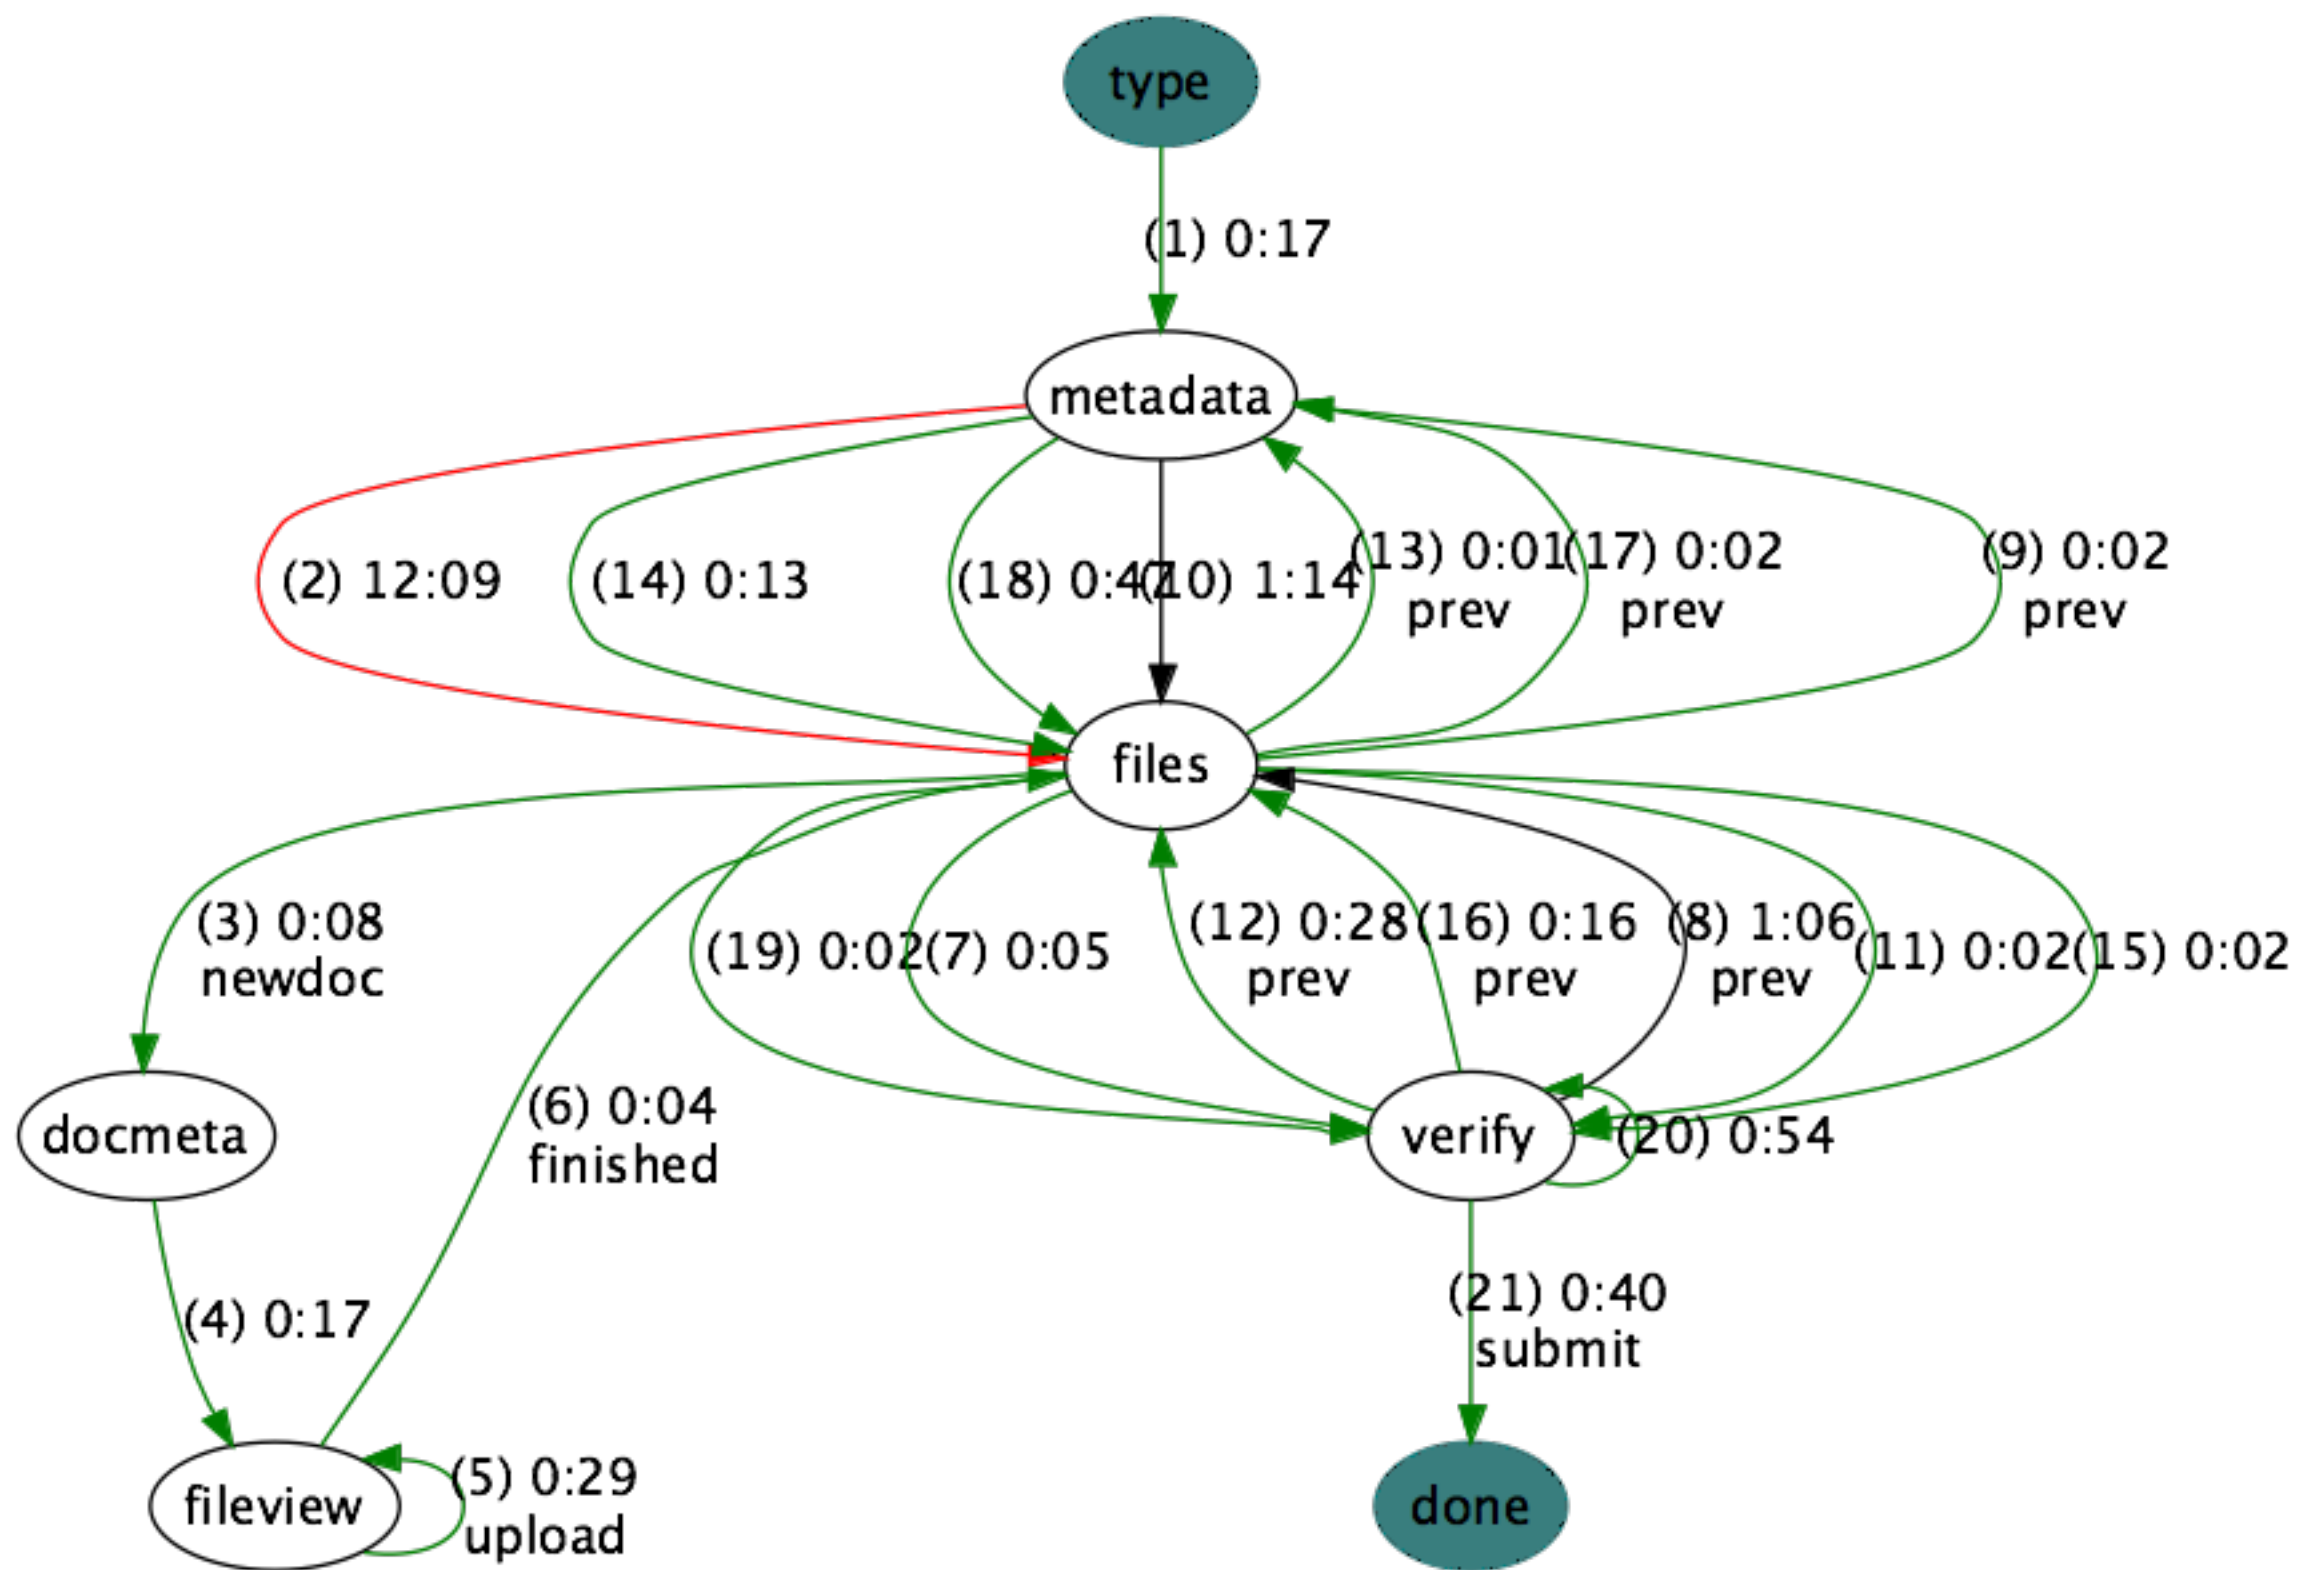 type
(1) 0:17
metadata
(2) 12:09
(14) 0:13
(18) 0:47
(10) 1:14
(13) 0:01
prev
(17) 0:02
prev
(9) 0:02
prev
files
(3) 0:08
newdoc
(19) 0:02
(7) 0:05
(12) 0:28
prev
(16) 0:16
prev
(8) 1:06
prev
(11) 0:02
(15) 0:02
docmeta
(6) 0:04
finished
verify
(20) 0:54
(4) 0:17
(21) 0:40
submit
fileview
(5) 0:29
upload
done